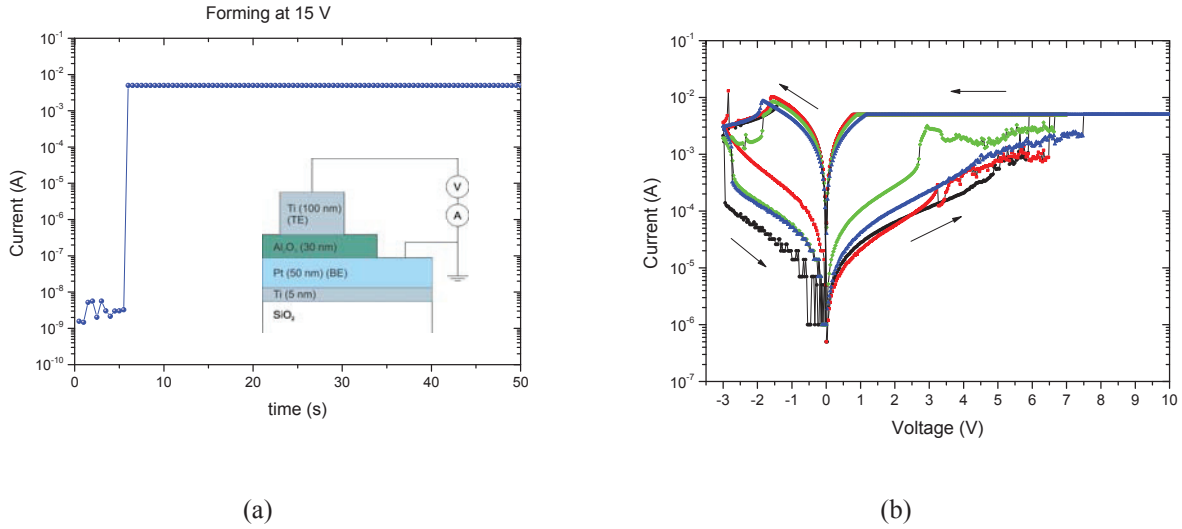 Forming at 15 V
10⁻¹
10⁻²
10⁻³
10⁻⁴
10⁻⁵
10⁻⁶
10⁻⁷
10⁻⁸
10⁻⁹
10⁻¹⁰
Current (A)
0 10 20 30 40 50
time (s)
Ti (100 nm)
(TE)
Al₂O₃ (30 nm)
Pt (50 nm) (BE)
Ti (5 nm)
SiO₂
V
A
(a)
10⁻¹
10⁻²
10⁻³
10⁻⁴
10⁻⁵
10⁻⁶
10⁻⁷
Current (A)
-3 -2 -1 0 1 2 3 4 5 6 7 8 9 10
Voltage (V)
(b)